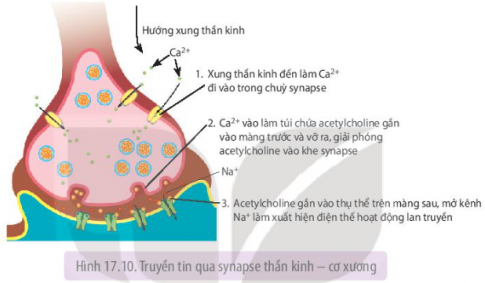 Hướng xung thần kinh
Ca²⁺
1. Xung thần kinh đến làm Ca²⁺
đi vào trong chuỳ synapse
2. Ca²⁺ vào làm túi chứa acetylcholine gắn
vào màng trước và vỡ ra, giải phóng
acetylcholine vào khe synapse
Na⁺
3. Acetylcholine gắn vào thụ thể trên màng sau, mở kênh
Na⁺ làm xuất hiện điện thế hoạt động lan truyền
Hình 17.10. Truyền tin qua synapse thần kinh – cơ xương